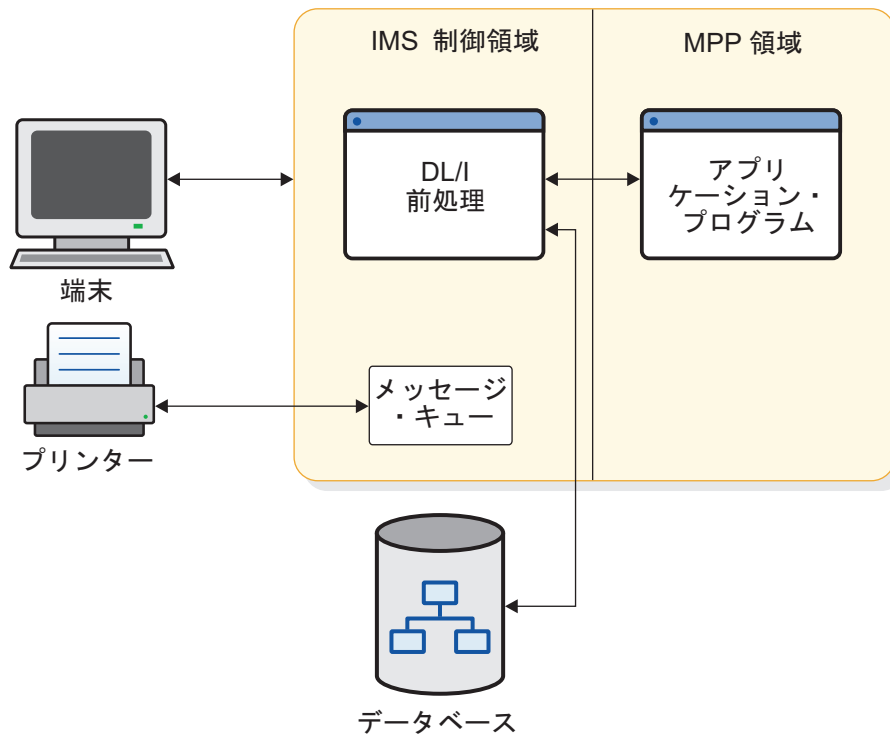 IMS 制御領域
MPP 領域
DL/I
前処理
アプリ
ケーション・
プログラム
端末
メッセージ
・キュー
プリンター
データベース